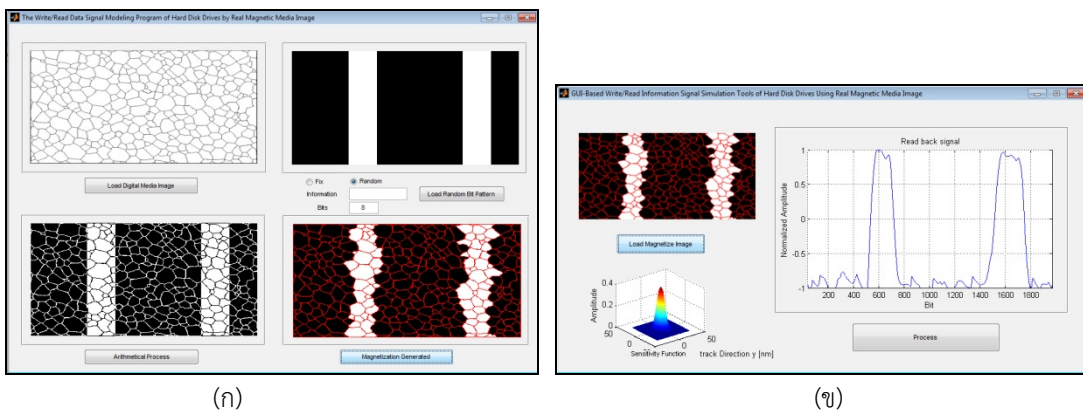 The Write/Read Data Signal Modeling Program of Hard Disk Drives by Real Magnetic Media Image
Load Digital Media Image
Fix Random
Information
Load Random Bit Pattern
Bits 8
Arithmetical Process
Magnetization Generated
(ก)
GUI-Based Write/Read Information Signal Simulation Tools of Hard Disk Drives Using Real Magnetic Media Image
Load Magnetize Image
0.4
0.2
0
Amplitude
50
0
50
0
Sensitivity Function
track Direction y [nm]
Read back signal
1
0.5
0
-0.5
-1
Normalized Amplitude
200 400 600 800 1000 1200 1400 1600 1800
Bit
Process
(ข)